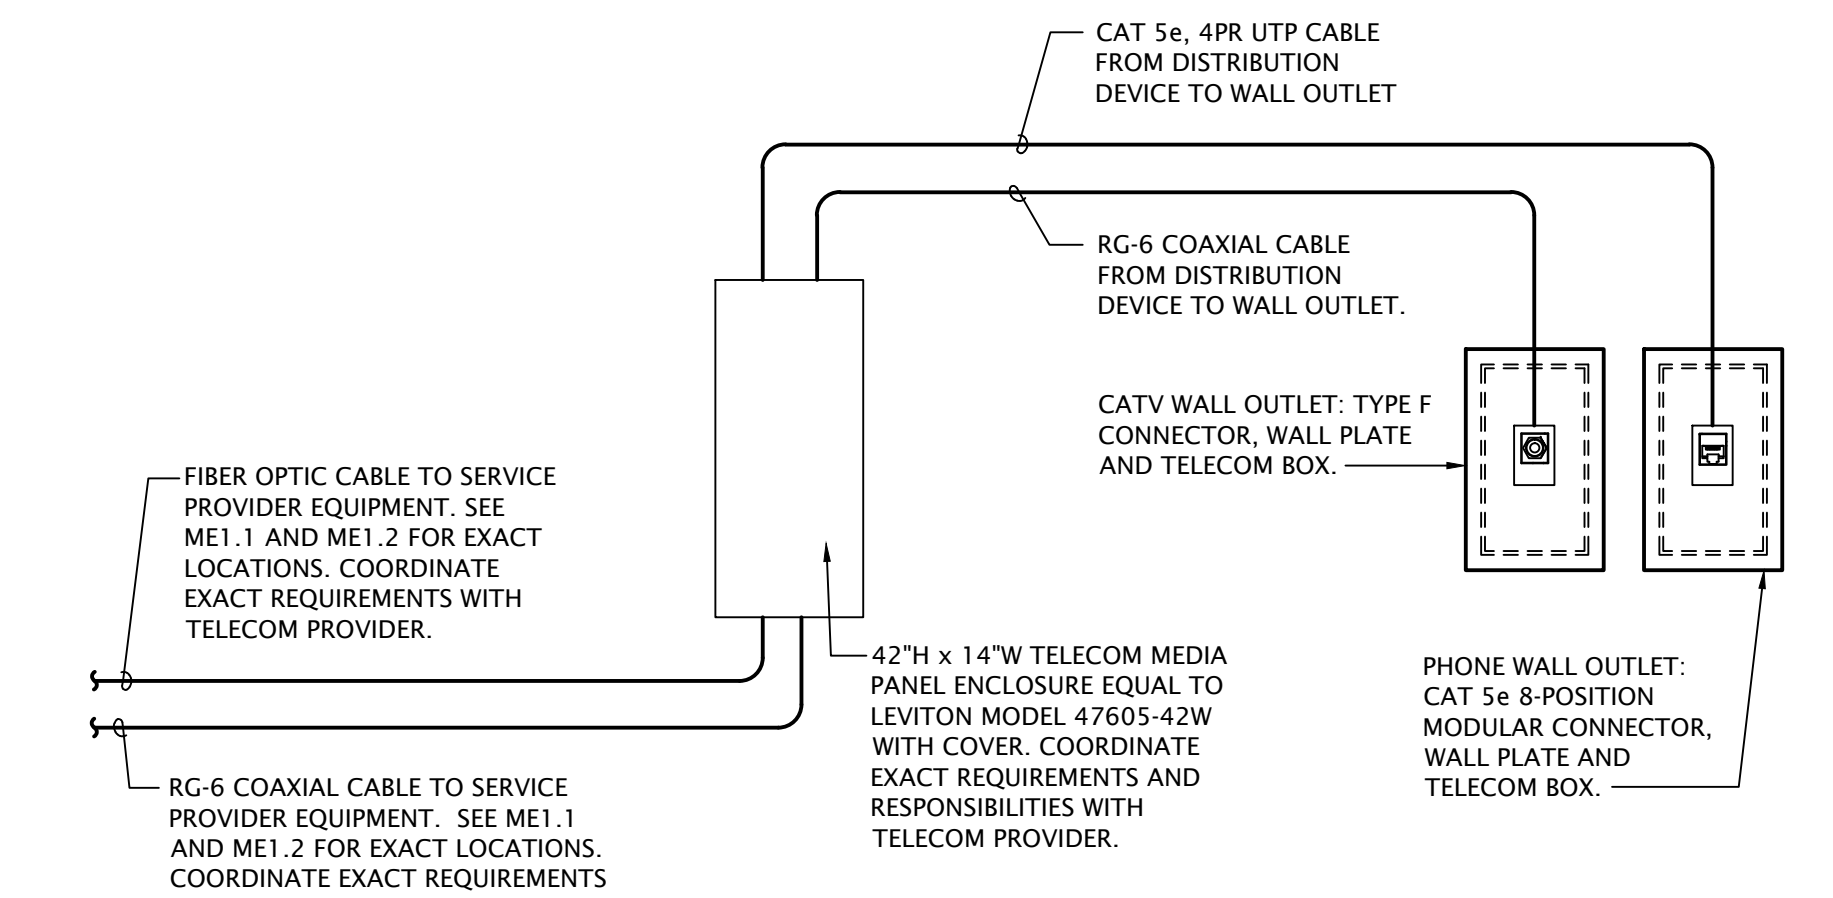 CAT 5e, 4PR UTP CABLE
FROM DISTRIBUTION
DEVICE TO WALL OUTLET
RG-6 COAXIAL CABLE
FROM DISTRIBUTION
DEVICE TO WALL OUTLET.
CATV WALL OUTLET: TYPE F
CONNECTOR, WALL PLATE
AND TELECOM BOX.
FIBER OPTIC CABLE TO SERVICE
PROVIDER EQUIPMENT. SEE
ME1.1 AND ME1.2 FOR EXACT
LOCATIONS. COORDINATE
EXACT REQUIREMENTS WITH
TELECOM PROVIDER.
42"H x 14"W TELECOM MEDIA
PANEL ENCLOSURE EQUAL TO
LEVITON MODEL 47605-42W
WITH COVER. COORDINATE
EXACT REQUIREMENTS AND
RESPONSIBILITIES WITH
TELECOM PROVIDER.
PHONE WALL OUTLET:
CAT 5e 8-POSITION
MODULAR CONNECTOR,
WALL PLATE AND
TELECOM BOX.
RG-6 COAXIAL CABLE TO SERVICE
PROVIDER EQUIPMENT.  SEE ME1.1
AND ME1.2 FOR EXACT LOCATIONS.
COORDINATE EXACT REQUIREMENTS